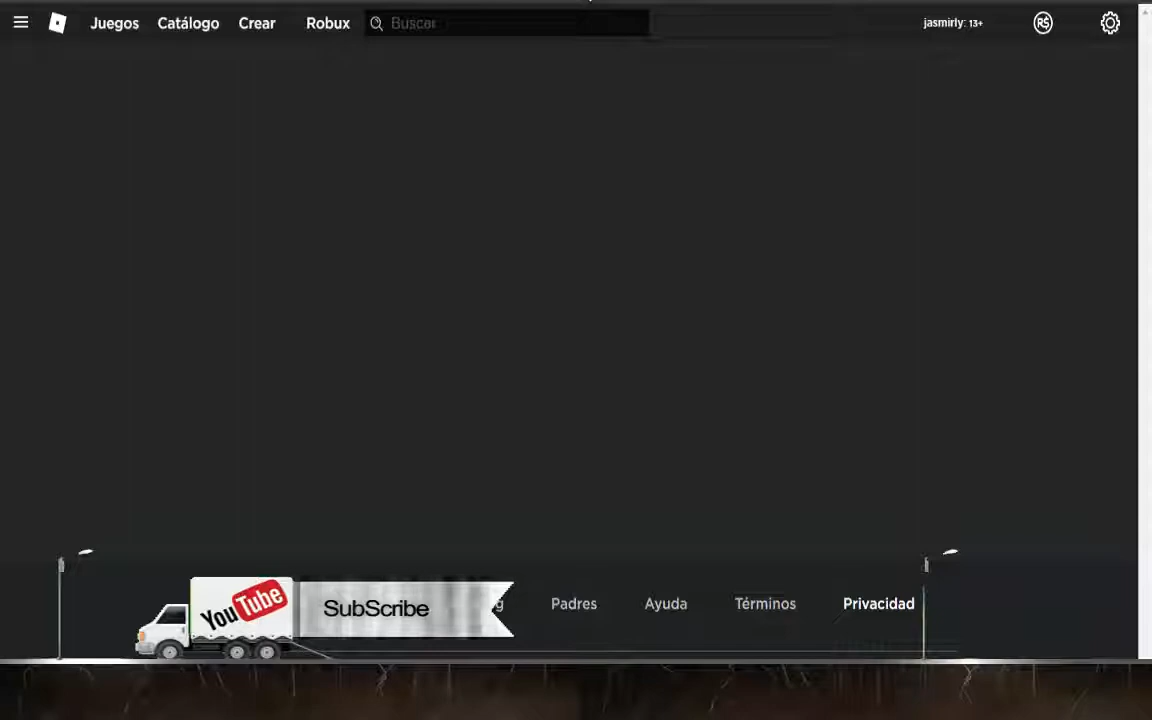 Juegos Catálogo Crear Robux Buscar jasmirly: 13+
YouTube SubScribe g Padres Ayuda Términos Privacidad